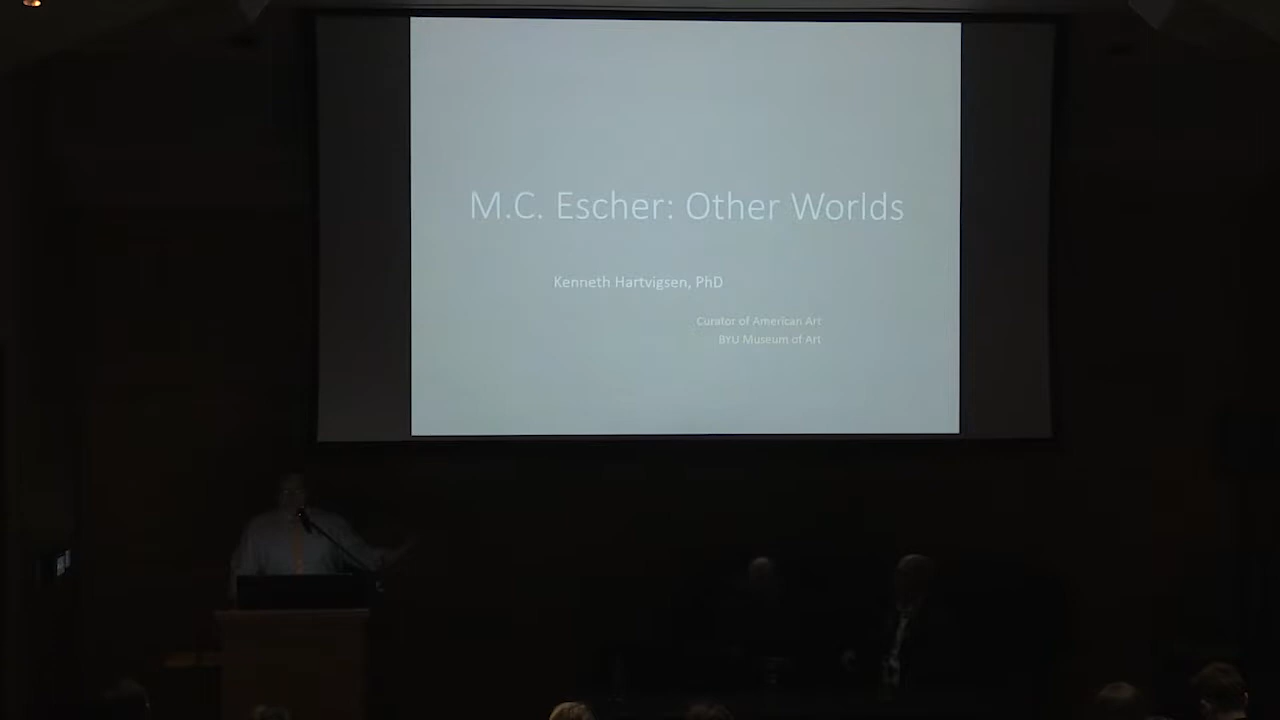 M.C. Escher: Other Worlds
Kenneth Hartvigsen, PhD
Curator of American Art
BYU Museum of Art